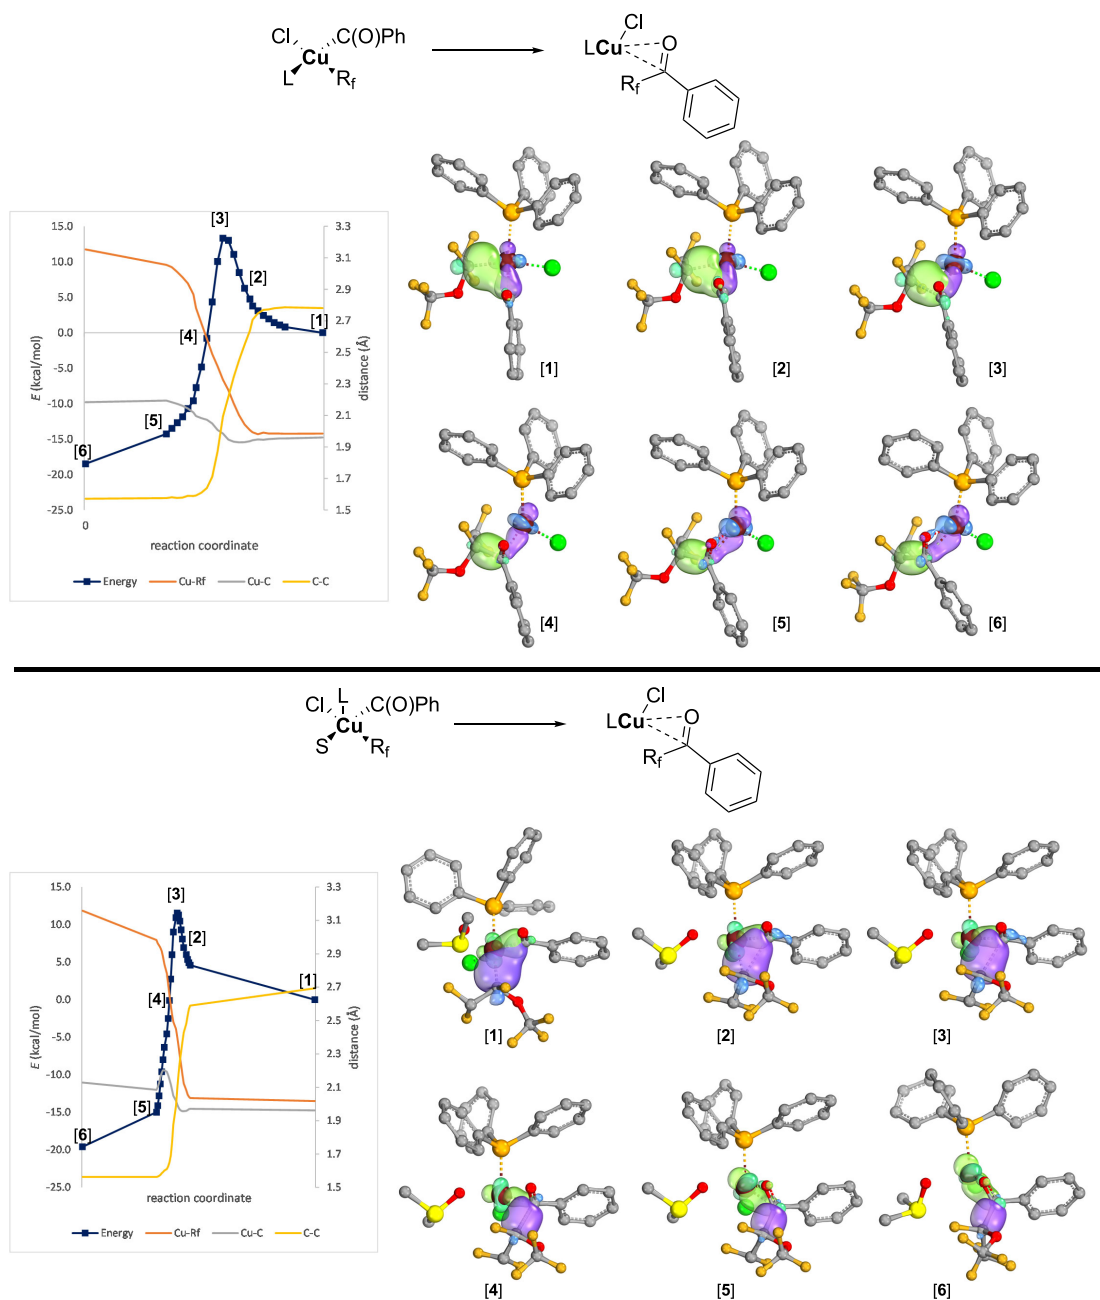 Cl C(O)Ph
Cu
L Rf
Cl
LCu O
Rf
[1] [2] [3]
[4] [5] [6]
15.0
10.0
5.0
0.0
-5.0
-10.0
-15.0
-20.0
-25.0
E (kcal/mol)
[3]
[2]
[1]
[4]
[5]
[6]
3.3
3.1
2.9
2.7
2.5
2.3
2.1
1.9
1.7
1.5
distance (Å)
0
reaction coordinate
Energy Cu-Rf Cu-C C-C
L
Cl C(O)Ph
Cu
S Rf
Cl
LCu O
Rf
[1] [2] [3]
[4] [5] [6]
15.0
10.0
5.0
0.0
-5.0
-10.0
-15.0
-20.0
-25.0
E (kcal/mol)
[3]
[2]
[1]
[4]
[5]
[6]
3.3
3.1
2.9
2.7
2.5
2.3
2.1
1.9
1.7
1.5
distance (Å)
reaction coordinate
Energy Cu-Rf Cu-C C-C